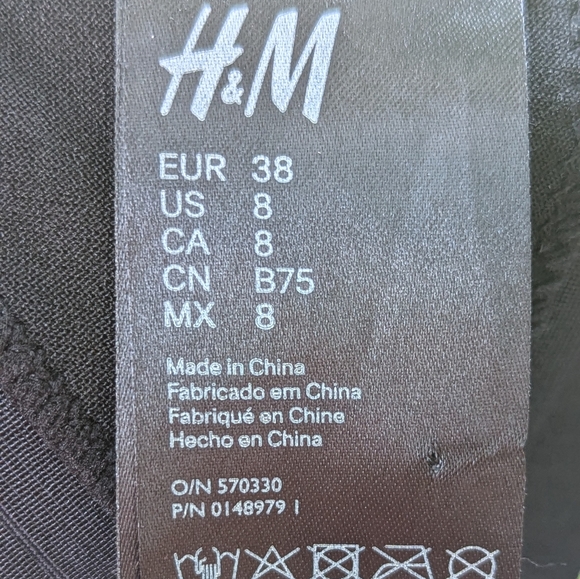 H&M
EUR 38
US 8
CA 8
CN B75
MX 8
Made in China
Fabricado em China
Fabriqué en Chine
Hecho en China
O/N 570330
P/N 0148979 1